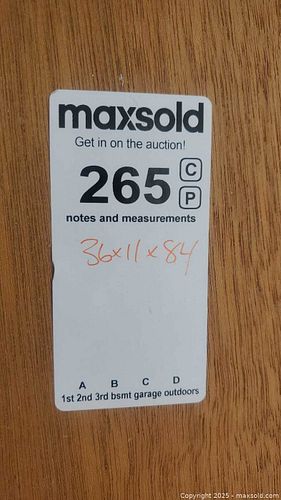 maxsold
Get in on the auction!
265 C
P
notes and measurements
36x11x84
A B C D
1st 2nd 3rd bsmt garage outdoors
Copyright 2025 - maxsold.com